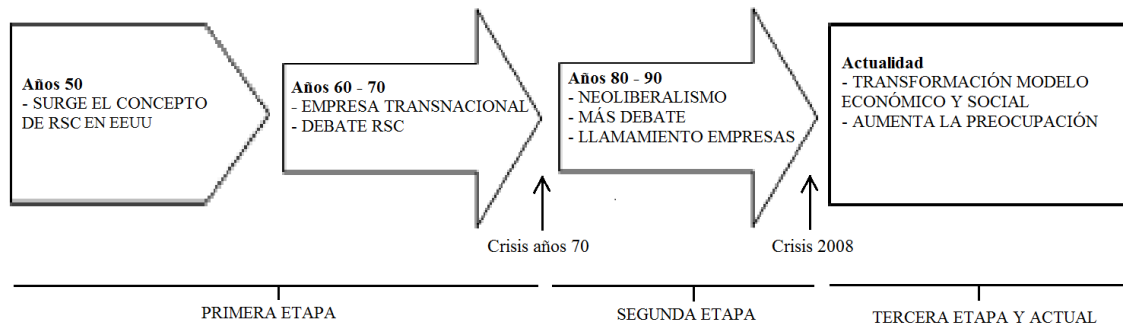 Años 50
- SURGE EL CONCEPTO
DE RSC EN EEUU
Años 60 - 70
- EMPRESA TRANSNACIONAL
- DEBATE RSC
Años 80 - 90
- NEOLIBERALISMO
- MÁS DEBATE
- LLAMAMIENTO EMPRESAS
Actualidad
- TRANSFORMACIÓN MODELO
ECONÓMICO Y SOCIAL
- AUMENTA LA PREOCUPACIÓN
Crisis años 70
Crisis 2008
PRIMERA ETAPA
SEGUNDA ETAPA
TERCERA ETAPA Y ACTUAL